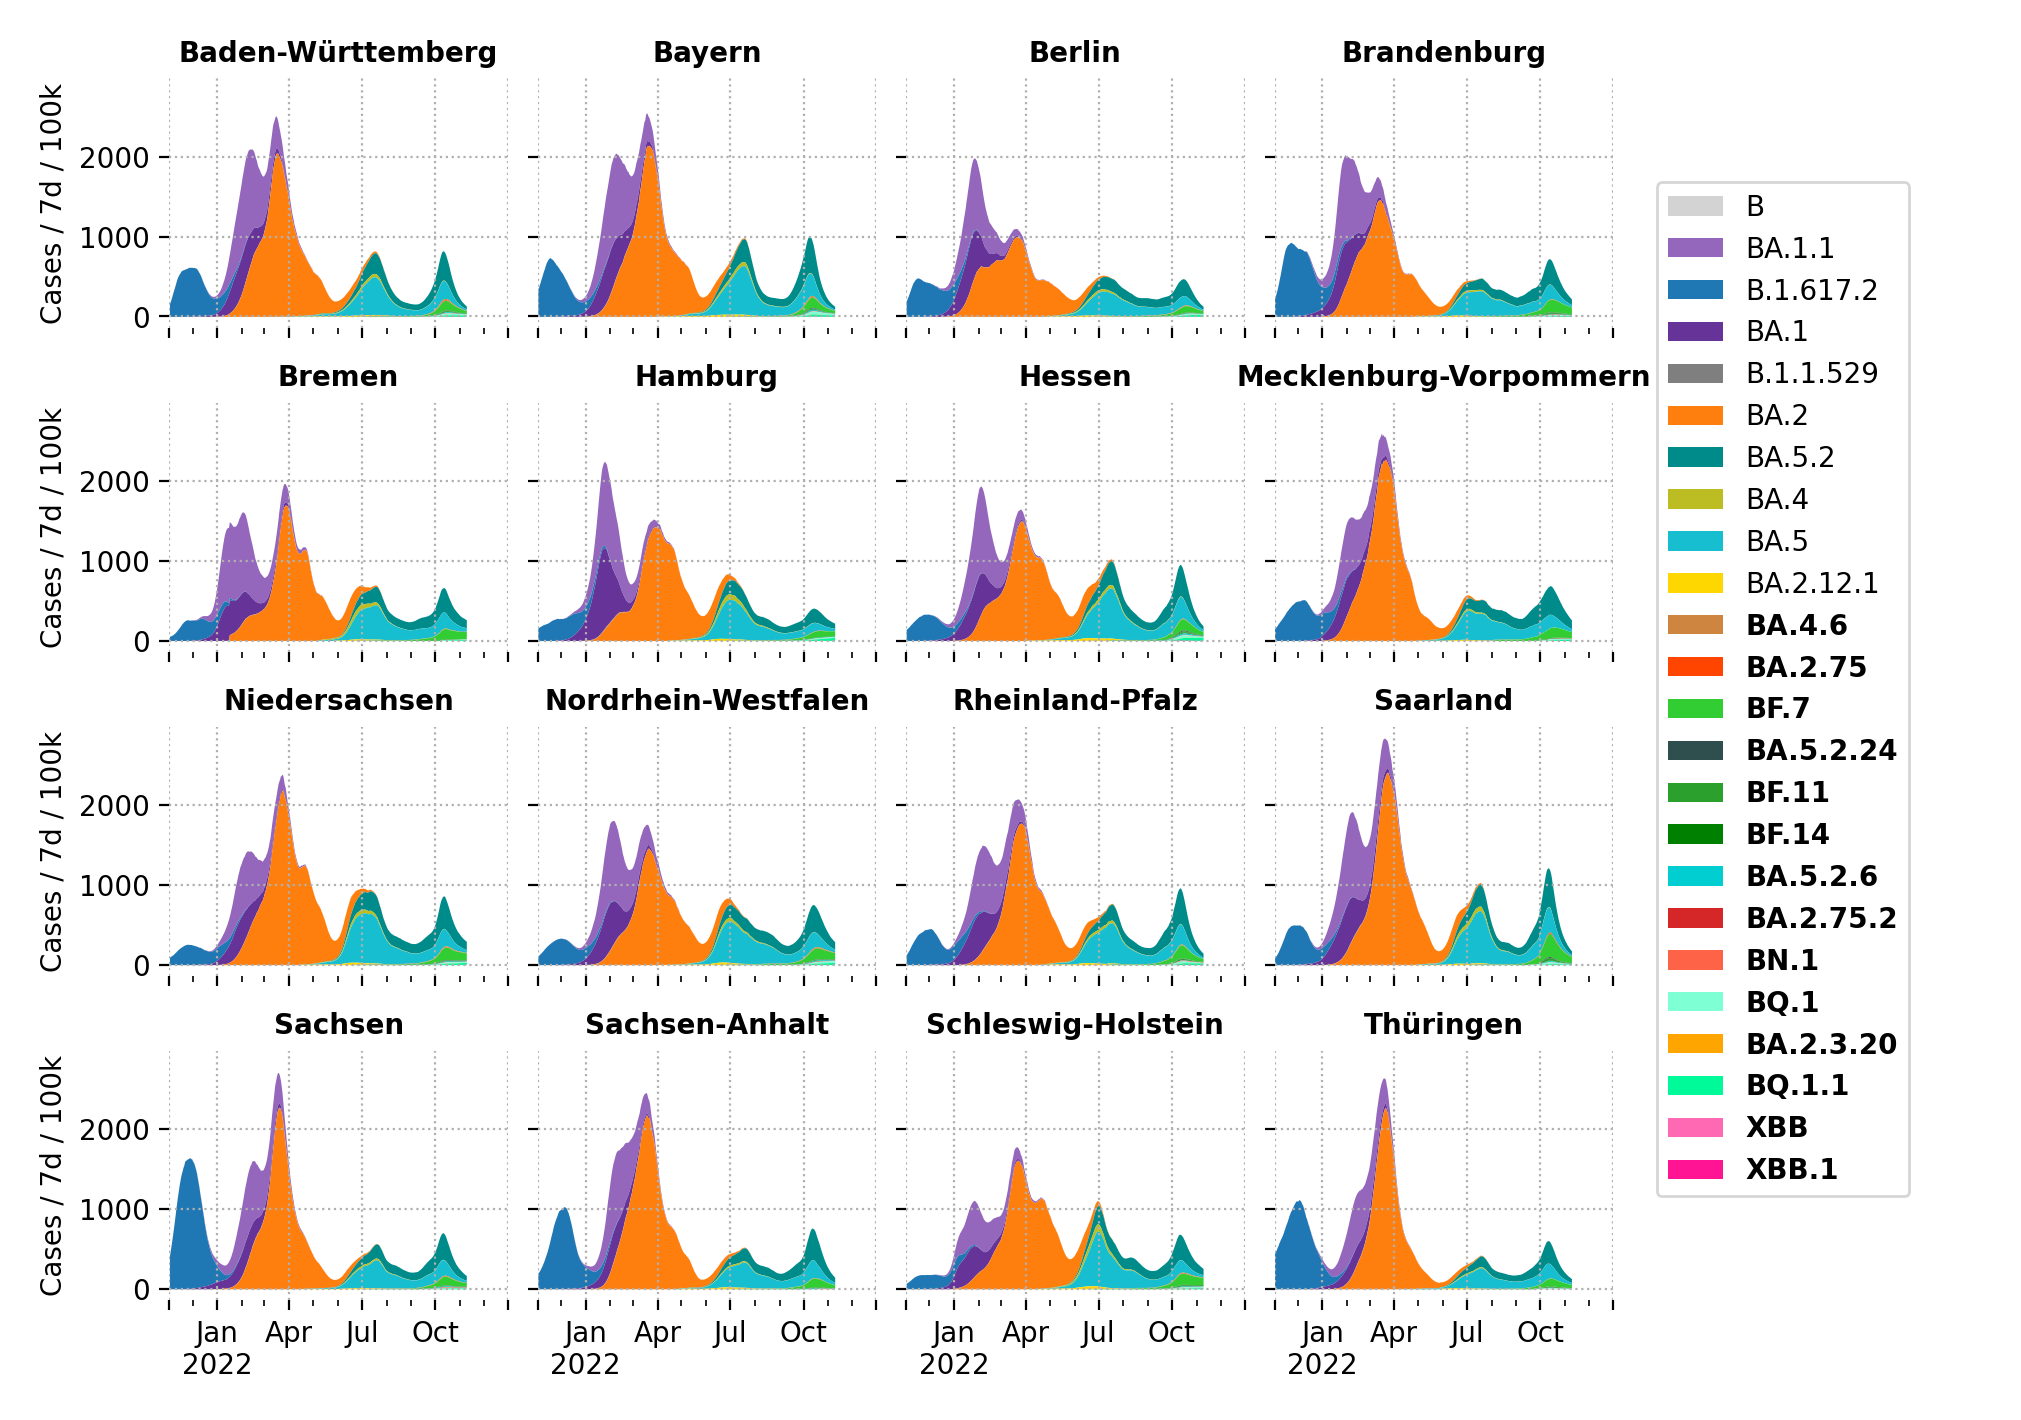 Baden-Württemberg
Bayern
Berlin
Brandenburg
Cases / 7d / 100k
2000
1000
0
Bremen
Hamburg
Hessen
Mecklenburg-Vorpommern
Cases / 7d / 100k
2000
1000
0
Niedersachsen
Nordrhein-Westfalen
Rheinland-Pfalz
Saarland
Cases / 7d / 100k
2000
1000
0
Sachsen
Sachsen-Anhalt
Schleswig-Holstein
Thüringen
Cases / 7d / 100k
2000
1000
0
Jan Apr Jul Oct
2022
Jan Apr Jul Oct
2022
Jan Apr Jul Oct
2022
Jan Apr Jul Oct
2022
B
BA.1.1
B.1.617.2
BA.1
B.1.1.529
BA.2
BA.5.2
BA.4
BA.5
BA.2.12.1
BA.4.6
BA.2.75
BF.7
BA.5.2.24
BF.11
BF.14
BA.5.2.6
BA.2.75.2
BN.1
BQ.1
BA.2.3.20
BQ.1.1
XBB
XBB.1